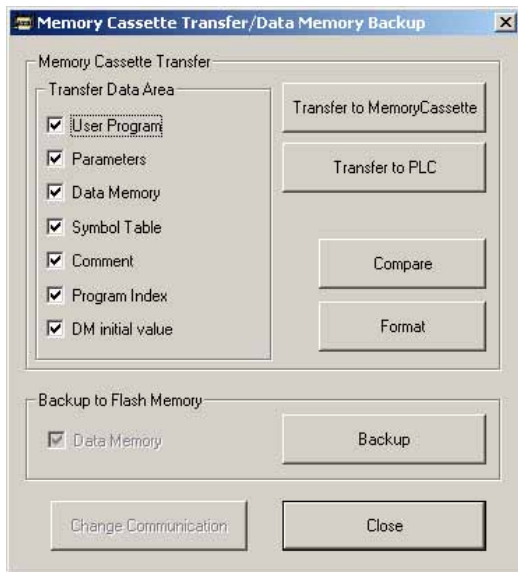 Memory Cassette Transfer/Data Memory Backup
Memory Cassette Transfer
Transfer Data Area
User Program
Parameters
Data Memory
Symbol Table
Comment
Program Index
DM initial value
Transfer to MemoryCassette
Transfer to PLC
Compare
Format
Backup to Flash Memory
Data Memory
Backup
Change Communication
Close